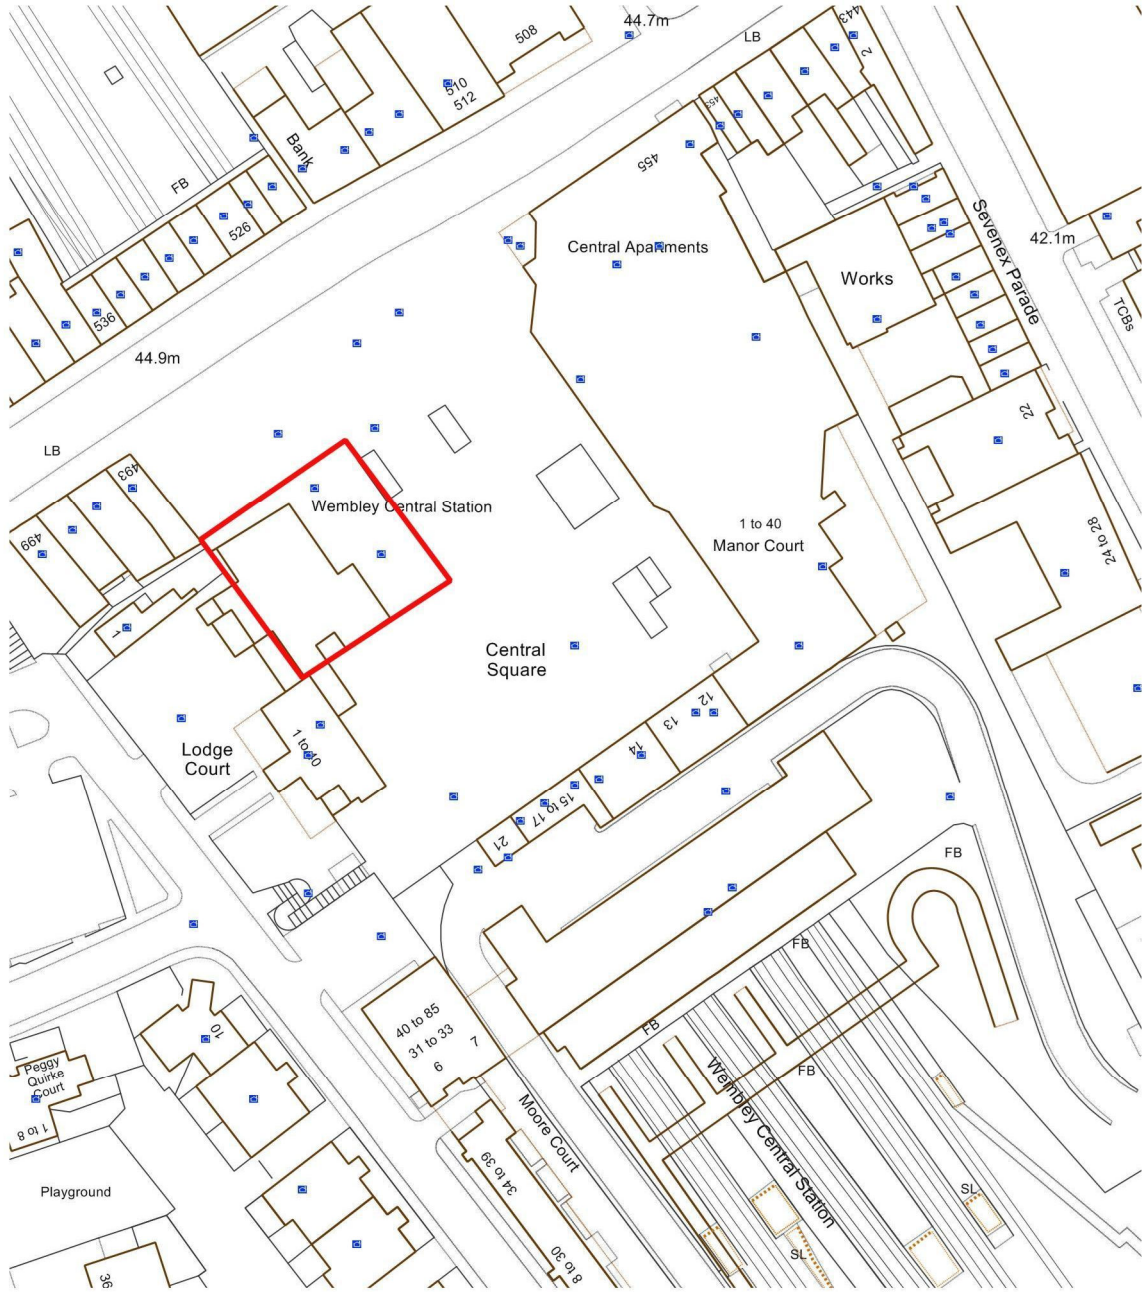 44.7m
443
2
LB
508
510
512
453
Bank
455
FB
526
Central Apartments
Sevenex Parade
42.1m
Works
TCBs
536
44.9m
22
LB
493
Wembley Central Station
499
1 to 40
Manor Court
24 to 28
1
Central
Square
12
13
14
1 to 40
Lodge
Court
15 to 17
21
FB
FB
40 to 85
31 to 33
6
7
10
FB
FB
Peggy
Quirke
Court
1 to 8
Wembley Central Station
Moore Court
34 to 39
Playground
SL
SL
8 to 30
36